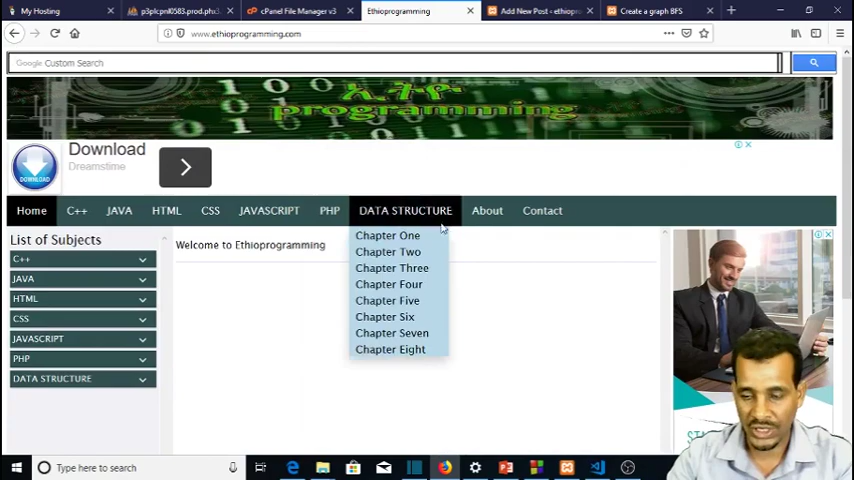 My Hosting
p3plcpnl0583.prod.phx3
cPanel File Manager v3
Ethioprogramming
Add New Post ‹ ethiopro
Create a graph BFS
www.ethioprogramming.com
Google Custom Search
ኢትዮ
programming
Download
Dreamstime
Home
C++
JAVA
HTML
CSS
JAVASCRIPT
PHP
DATA STRUCTURE
About
Contact
List of Subjects
C++
JAVA
HTML
CSS
JAVASCRIPT
PHP
DATA STRUCTURE
Welcome to Ethioprogramming
Chapter One
Chapter Two
Chapter Three
Chapter Four
Chapter Five
Chapter Six
Chapter Seven
Chapter Eight
Type here to search